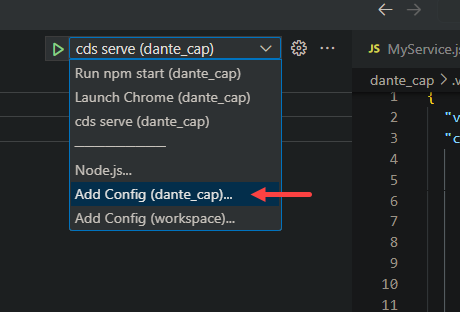 cds serve (dante_cap)
Run npm start (dante_cap)
Launch Chrome (dante_cap)
cds serve (dante_cap)
Node.js...
Add Config (dante_cap)...
Add Config (workspace)...
JS MyService.js
dante_cap > .v
1 {
2 "v
3 "c
4
5
6
7
8
9
10
11